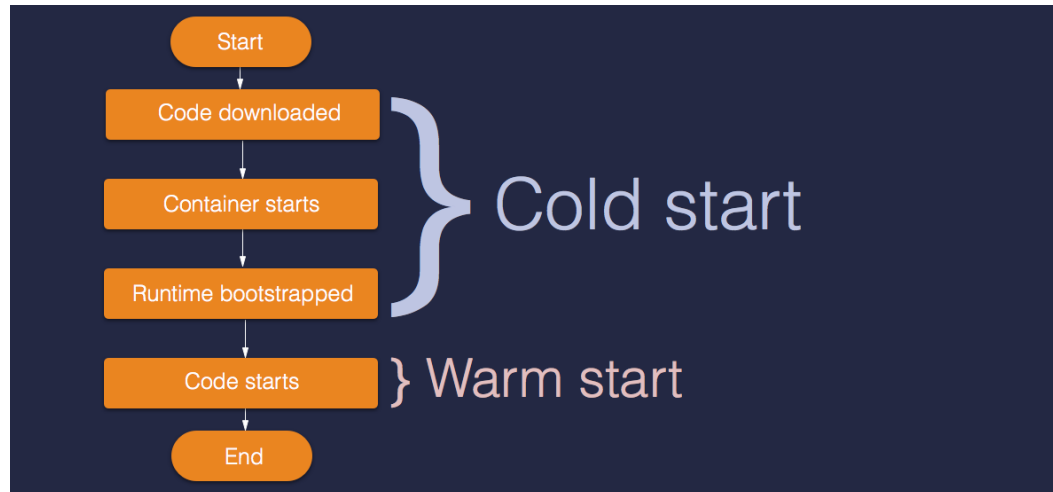 Start
Code downloaded
Container starts
Cold start
Runtime bootstrapped
Code starts
} Warm start
End